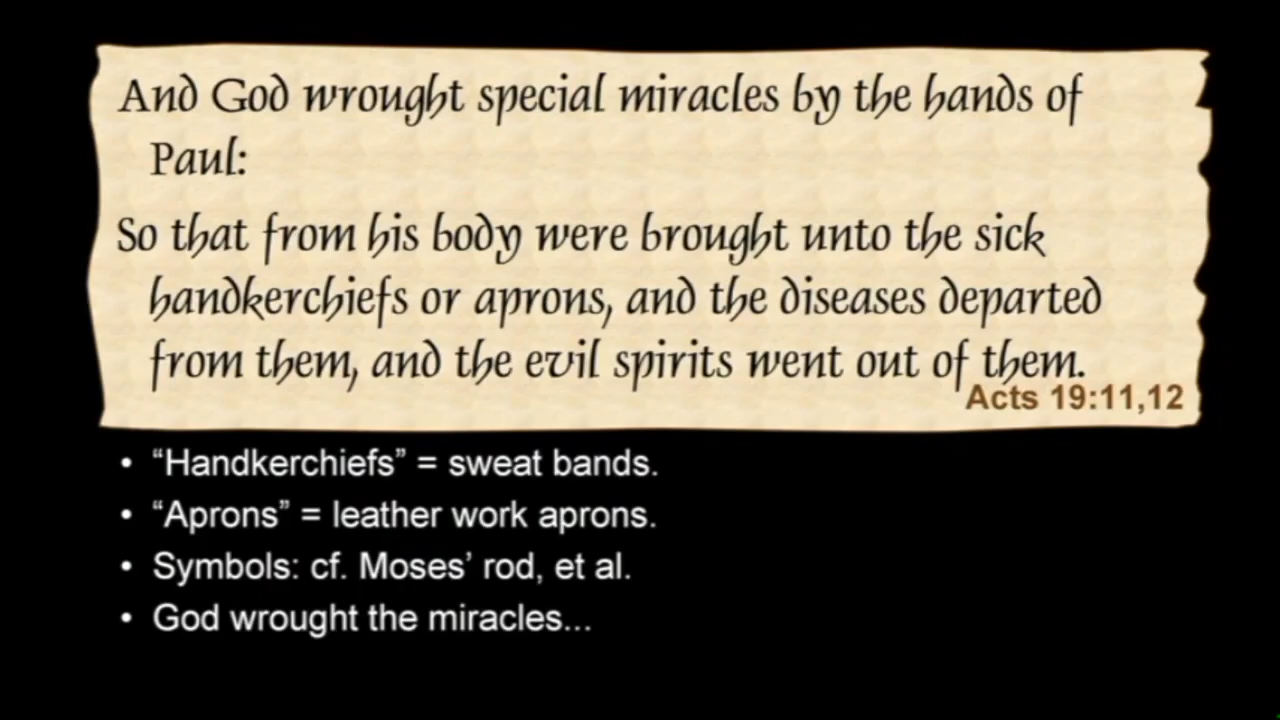 And God wrought special miracles by the hands of
Paul:
So that from his body were brought unto the sick
handkerchiefs or aprons, and the diseases departed
from them, and the evil spirits went out of them.
Acts 19:11,12
• “Handkerchiefs” = sweat bands.
• “Aprons” = leather work aprons.
• Symbols: cf. Moses’ rod, et al.
• God wrought the miracles...